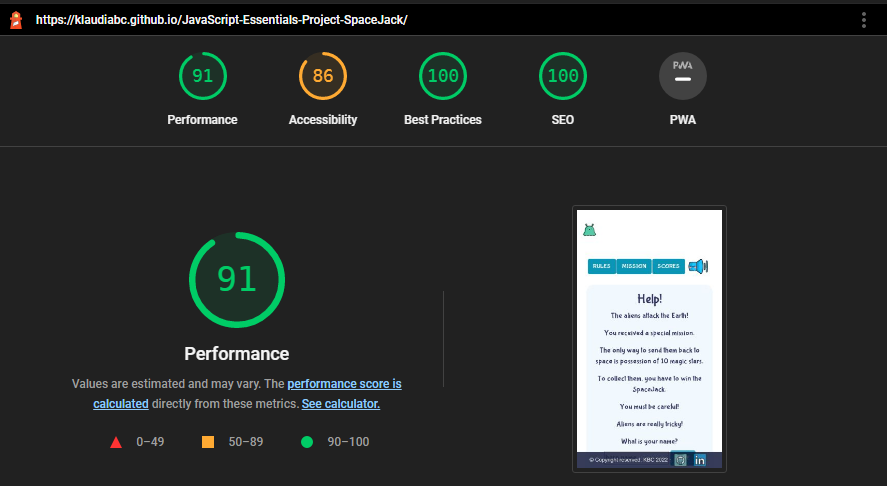 https://klaudiabc.github.io/JavaScript-Essentials-Project-SpaceJack/
91 86 100 100 PWA
Performance Accessibility Best Practices SEO PWA
91
Performance
Values are estimated and may vary. The performance score is
calculated directly from these metrics. See calculator.
0–49 50–89 90–100
RULES MISSION SCORES
Help!
The aliens attack the Earth!
You received a special mission.
The only way to send them back to
space is possession of 10 magic stars.
To collect them, you have to win the
SpaceJack.
You must be careful!
Aliens are really tricky!
What is your name?
© Copyright reserved: KBC 2022 - in